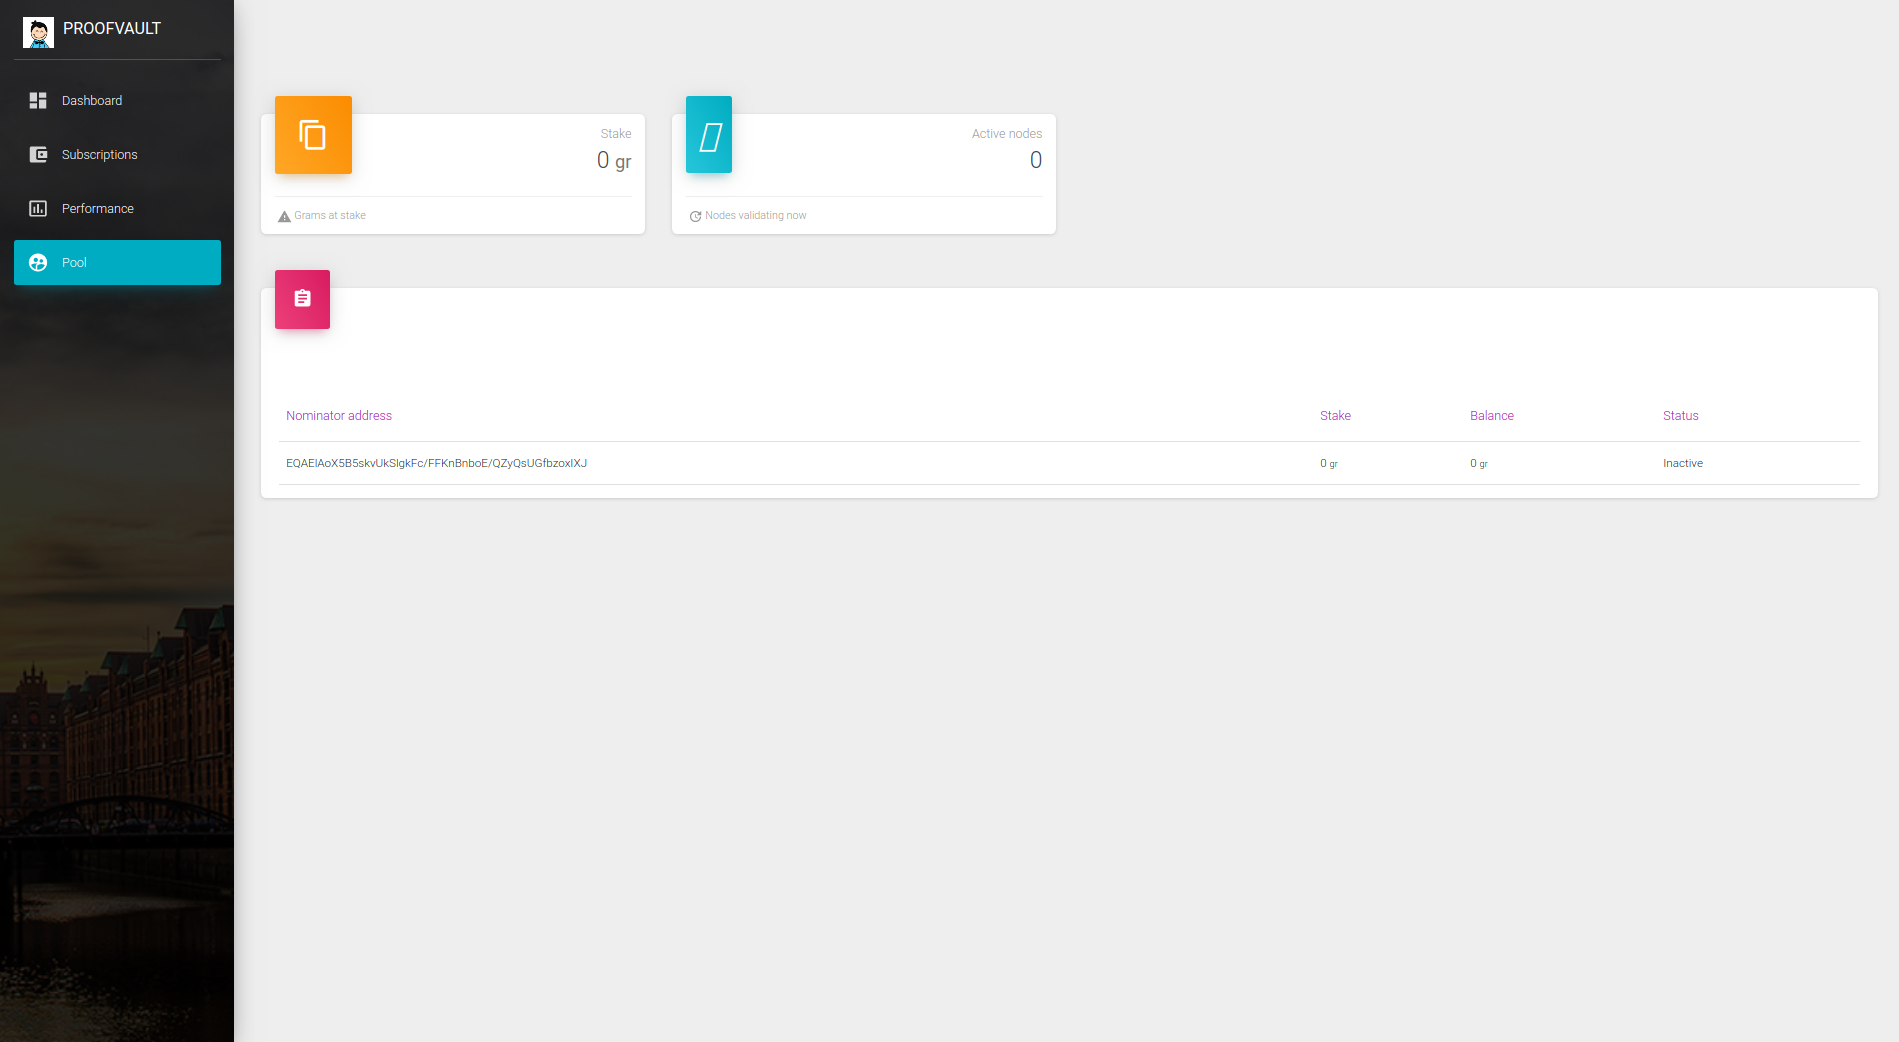 PROOFVAULT
Dashboard
Subscriptions
Performance
Pool
Stake
0 gr
Grams at stake
Active nodes
0
Nodes validating now
Nominator address Stake Balance Status
EQAElAoX5B5skvUkSlgkFc/FFKnBnboE/QZyQsUGfbzoxIXJ 0 gr 0 gr Inactive